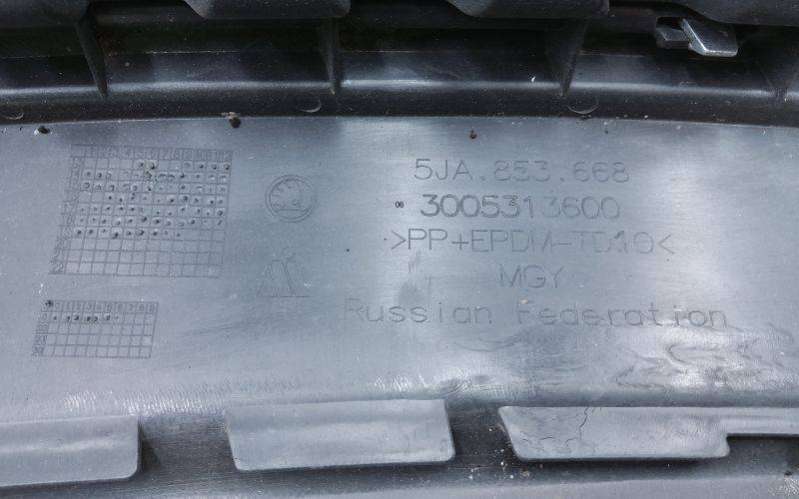 5JA.853.668
3005313600
>PP+EPDM-TD10<
MGY
Russian Federation